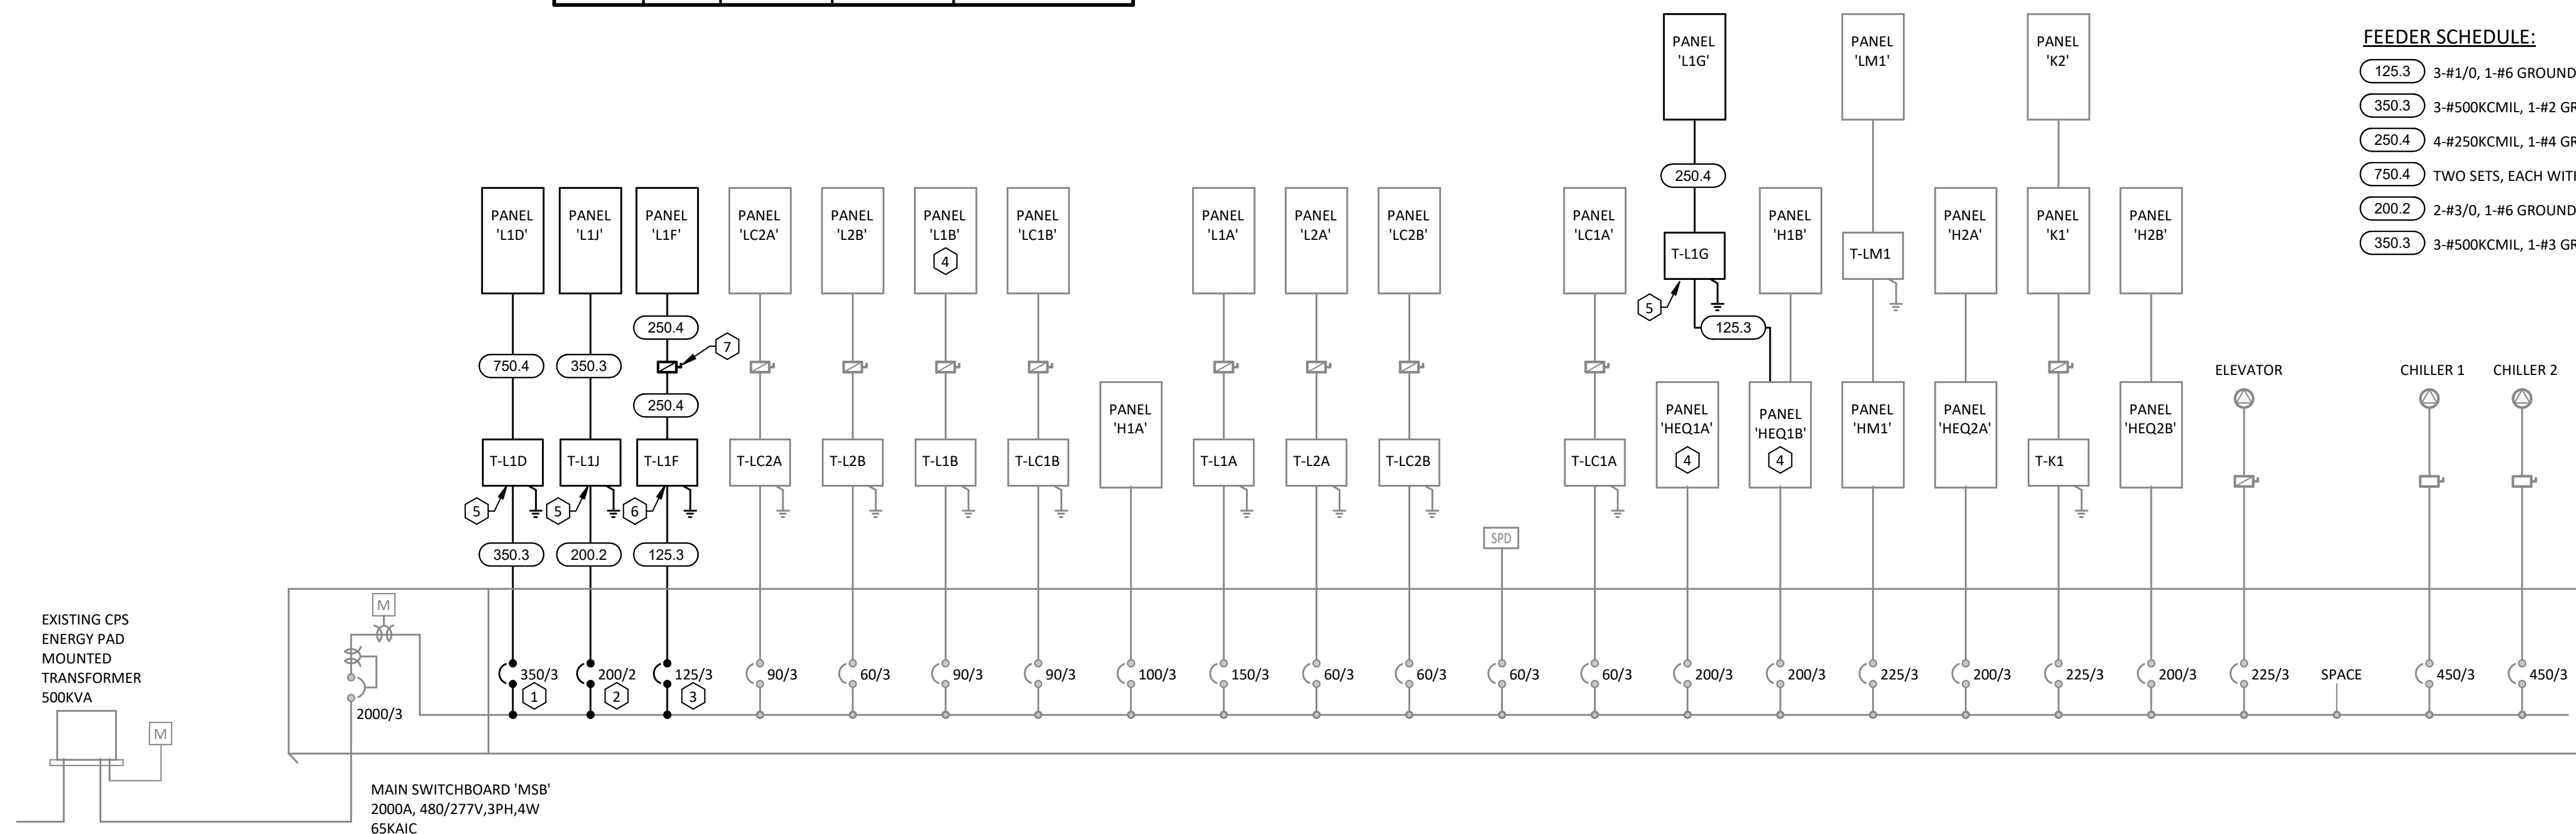 PANEL
'L1G'
PANEL
'LM1'
PANEL
'K2'
FEEDER SCHEDULE:
125.3 3-#1/0, 1-#6 GROUND
350.3 3-#500KCMIL, 1-#2 GR
250.4 4-#250KCMIL, 1-#4 GR
750.4 TWO SETS, EACH WIT
200.2 2-#3/0, 1-#6 GROUND
350.3 3-#500KCMIL, 1-#3 GR
250.4
PANEL
'L1D'
PANEL
'L1J'
PANEL
'L1F'
PANEL
'LC2A'
PANEL
'L2B'
PANEL
'L1B'
4
PANEL
'LC1B'
PANEL
'L1A'
PANEL
'L2A'
PANEL
'LC2B'
PANEL
'LC1A'
T-L1G
5
PANEL
'H1B'
T-LM1
PANEL
'H2A'
PANEL
'K1'
PANEL
'H2B'
125.3
250.4
7
750.4
350.3
250.4
ELEVATOR
CHILLER 1
CHILLER 2
PANEL
'H1A'
PANEL
'HEQ1A'
4
PANEL
'HEQ1B'
4
PANEL
'HM1'
PANEL
'HEQ2A'
PANEL
'HEQ2B'
T-L1D
T-L1J
T-L1F
T-LC2A
T-L2B
T-L1B
T-LC1B
T-L1A
T-L2A
T-LC2B
T-LC1A
T-K1
5
5
6
350.3
200.2
125.3
SPD
EXISTING CPS
ENERGY PAD
MOUNTED
TRANSFORMER
500KVA
M
M
2000/3
350/3
1
200/2
2
125/3
3
90/3
60/3
90/3
90/3
100/3
150/3
60/3
60/3
60/3
60/3
200/3
200/3
225/3
200/3
225/3
200/3
225/3
SPACE
450/3
450/3
MAIN SWITCHBOARD 'MSB'
2000A, 480/277V,3PH,4W
65KAIC